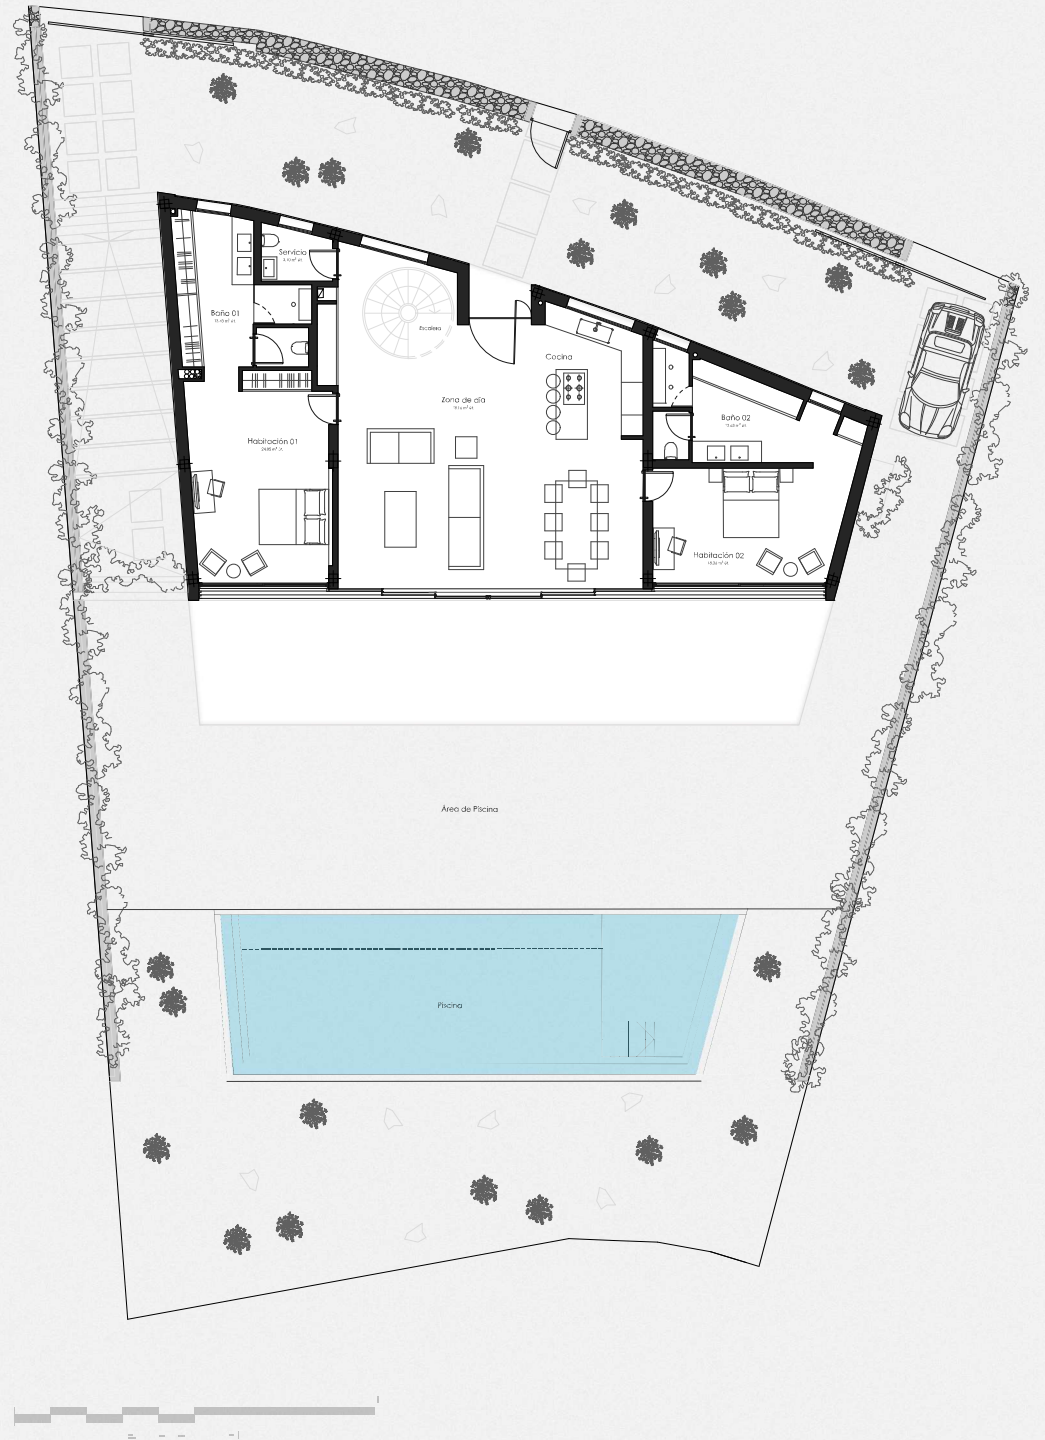 Servicio
Baño 01
Escalera
Cocina
Zona de día
Baño 02
Habitación 01
Habitación 02
Área de Piscina
Piscina